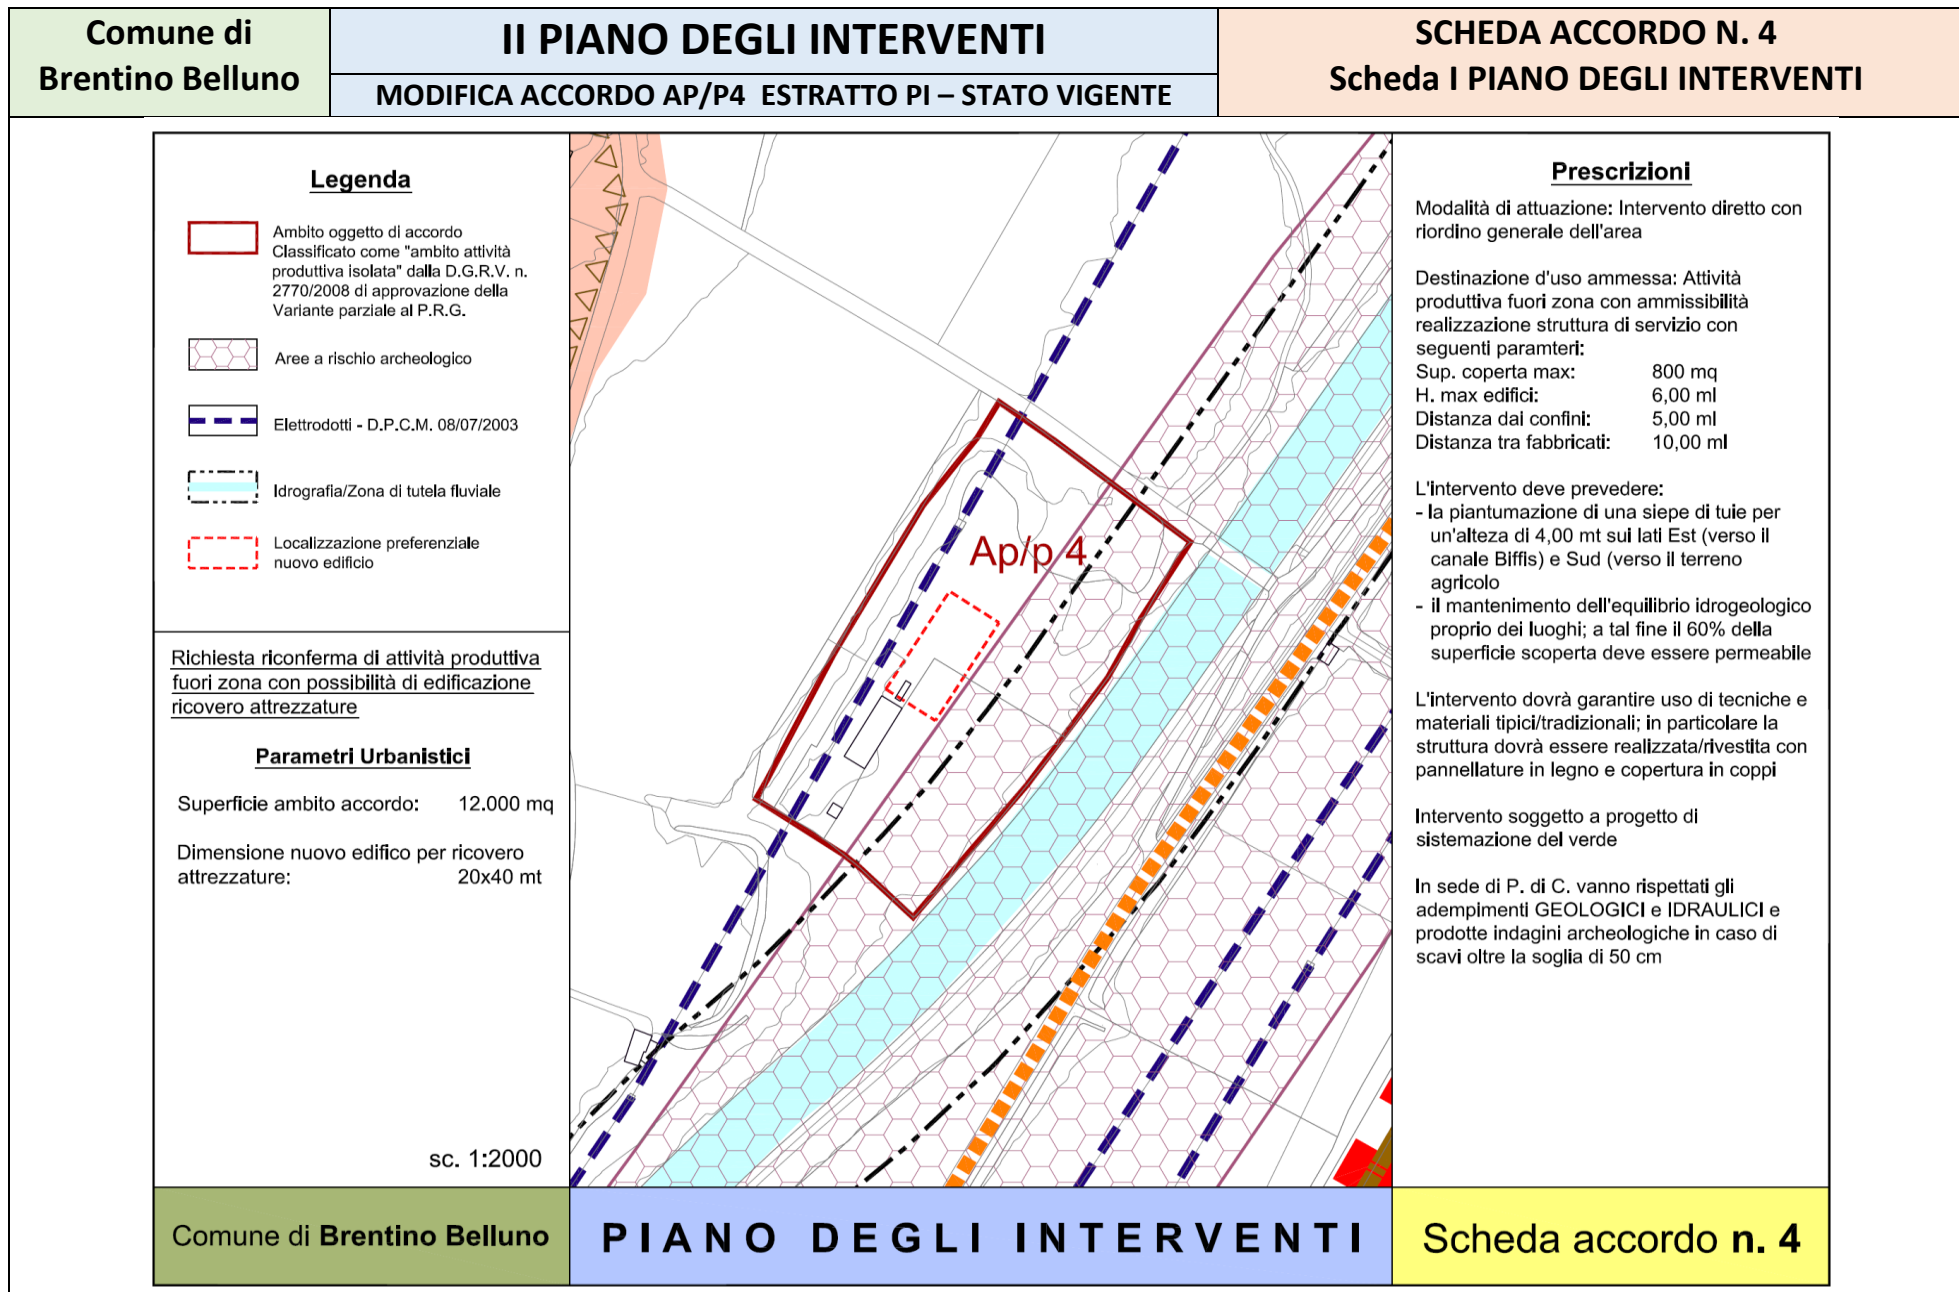 Comune di
Brentino Belluno
II PIANO DEGLI INTERVENTI
MODIFICA ACCORDO AP/P4 ESTRATTO PI – STATO VIGENTE
SCHEDA ACCORDO N. 4
Scheda I PIANO DEGLI INTERVENTI
Legenda
Ambito oggetto di accordo
Classificato come "ambito attività
produttiva isolata" dalla D.G.R.V. n.
2770/2008 di approvazione della
Variante parziale al P.R.G.
Aree a rischio archeologico
Elettrodotti - D.P.C.M. 08/07/2003
Idrografia/Zona di tutela fluviale
Localizzazione preferenziale
nuovo edificio
Richiesta riconferma di attività produttiva
fuori zona con possibilità di edificazione
ricovero attrezzature
Parametri Urbanistici
Superficie ambito accordo: 12.000 mq
Dimensione nuovo edifico per ricovero
attrezzature: 20x40 mt
sc. 1:2000
Ap/p 4
Prescrizioni
Modalità di attuazione: Intervento diretto con
riordino generale dell'area
Destinazione d'uso ammessa: Attività
produttiva fuori zona con ammissibilità
realizzazione struttura di servizio con
seguenti paramteri:
Sup. coperta max: 800 mq
H. max edifici: 6,00 ml
Distanza dai confini: 5,00 ml
Distanza tra fabbricati: 10,00 ml
L'intervento deve prevedere:
- la piantumazione di una siepe di tuie per
un'alteza di 4,00 mt sui lati Est (verso il
canale Biffis) e Sud (verso il terreno
agricolo
- il mantenimento dell'equilibrio idrogeologico
proprio dei luoghi; a tal fine il 60% della
superficie scoperta deve essere permeabile
L'intervento dovrà garantire uso di tecniche e
materiali tipici/tradizionali; in particolare la
struttura dovrà essere realizzata/rivestita con
pannellature in legno e copertura in coppi
Intervento soggetto a progetto di
sistemazione del verde
In sede di P. di C. vanno rispettati gli
adempimenti GEOLOGICI e IDRAULICI e
prodotte indagini archeologiche in caso di
scavi oltre la soglia di 50 cm
Comune di Brentino Belluno
PIANO DEGLI INTERVENTI
Scheda accordo n. 4